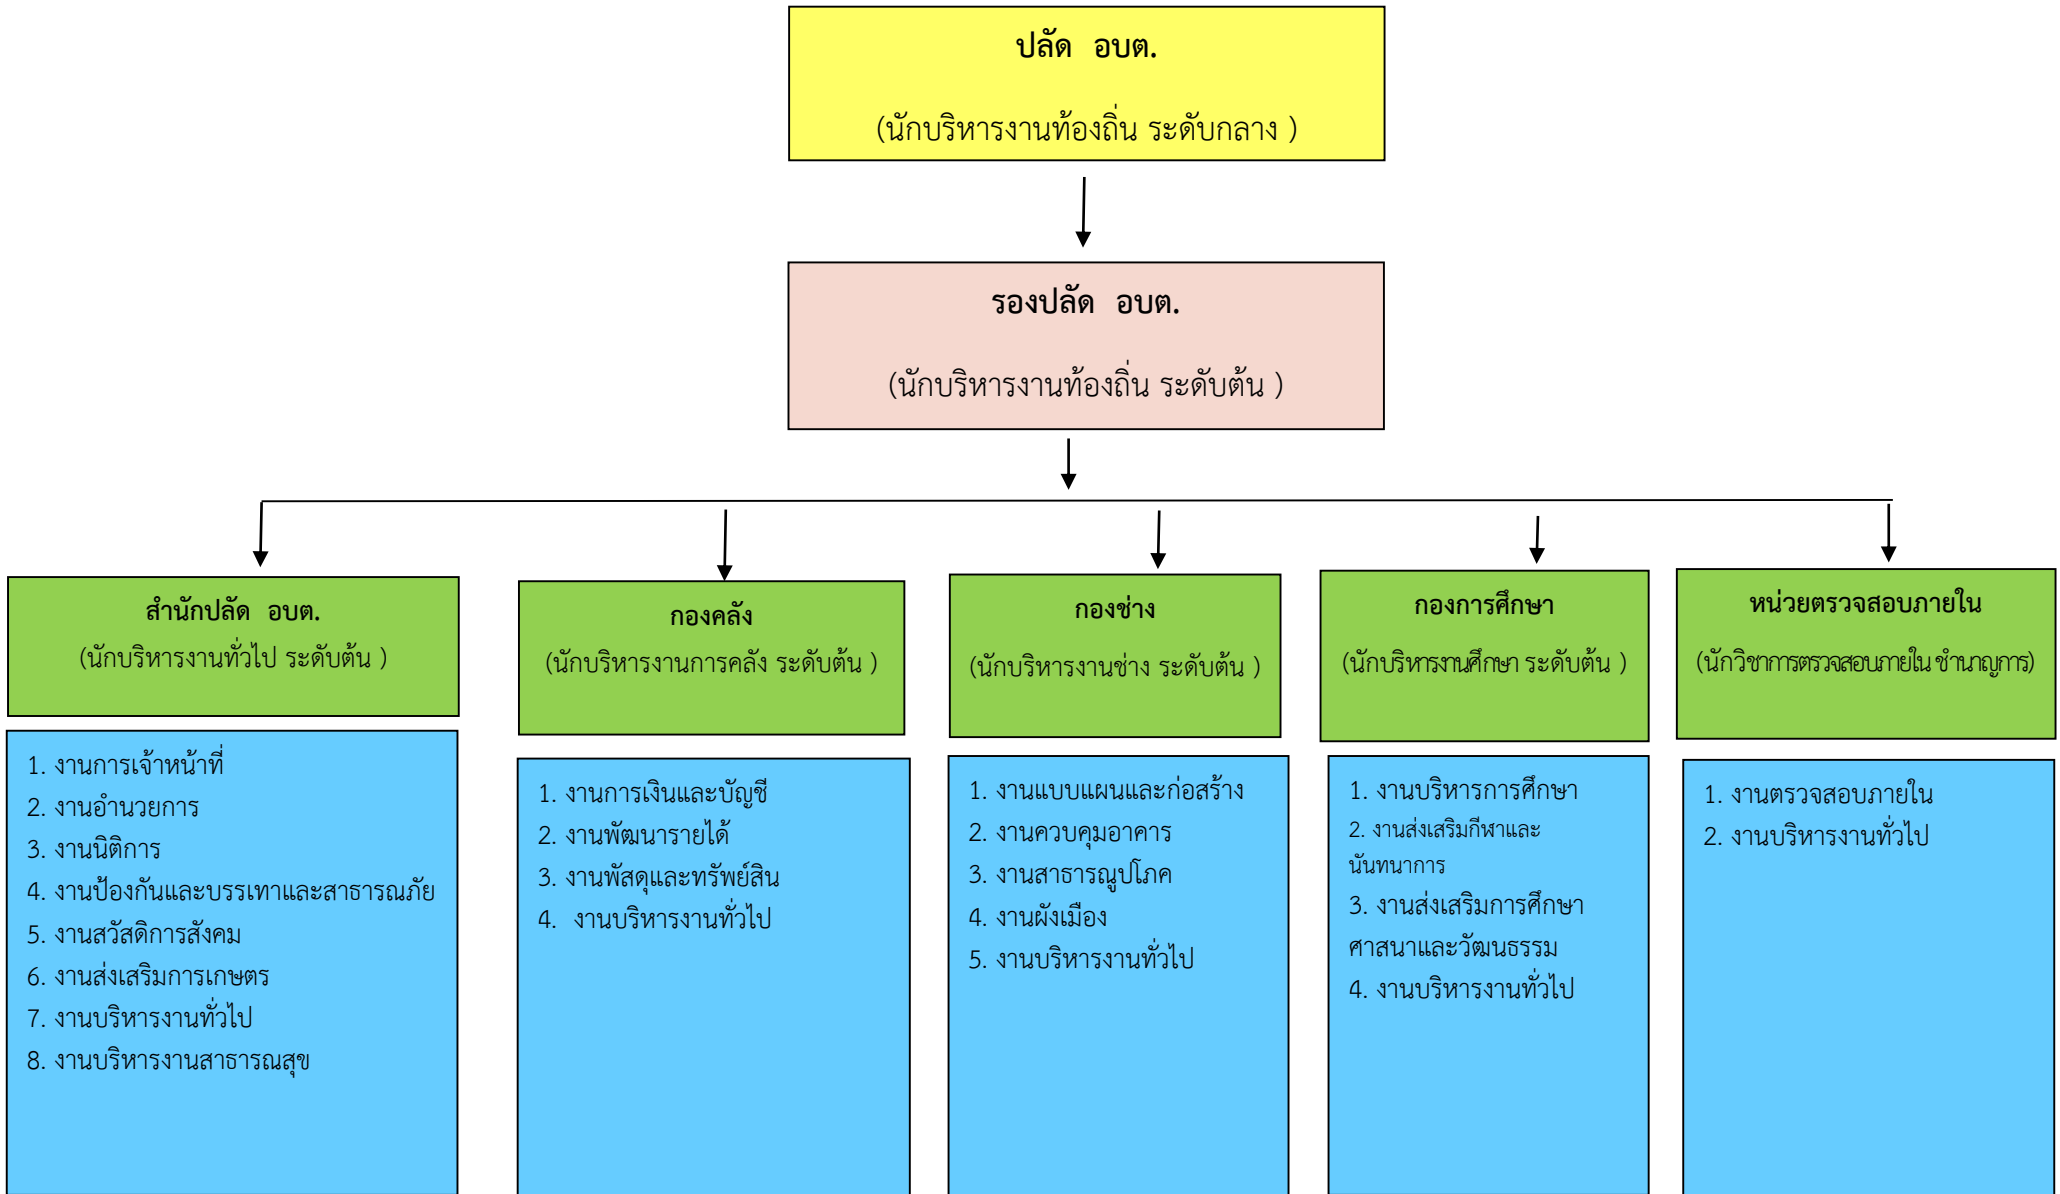 ปลัด อบต.
(นักบริหารงานท้องถิ่น ระดับกลาง )
รองปลัด อบต.
(นักบริหารงานท้องถิ่น ระดับต้น )
สำนักปลัด อบต.
(นักบริหารงานทั่วไป ระดับต้น )
กองคลัง
(นักบริหารงานการคลัง ระดับต้น )
กองช่าง
(นักบริหารงานช่าง ระดับต้น )
กองการศึกษา
(นักบริหารงานศึกษา ระดับต้น )
หน่วยตรวจสอบภายใน
(นักวิชาการตรวจสอบภายใน ชำนาญการ)
1. งานการเจ้าหน้าที่
2. งานอำนวยการ
3. งานนิติการ
4. งานป้องกันและบรรเทาและสาธารณภัย
5. งานสวัสดิการสังคม
6. งานส่งเสริมการเกษตร
7. งานบริหารงานทั่วไป
8. งานบริหารงานสาธารณสุข
1. งานการเงินและบัญชี
2. งานพัฒนารายได้
3. งานพัสดุและทรัพย์สิน
4. งานบริหารงานทั่วไป
1. งานแบบแผนและก่อสร้าง
2. งานควบคุมอาคาร
3. งานสาธารณูปโภค
4. งานผังเมือง
5. งานบริหารงานทั่วไป
1. งานบริหารการศึกษา
2. งานส่งเสริมกีฬาและ
นันทนาการ
3. งานส่งเสริมการศึกษา
ศาสนาและวัฒนธรรม
4. งานบริหารงานทั่วไป
1. งานตรวจสอบภายใน
2. งานบริหารงานทั่วไป